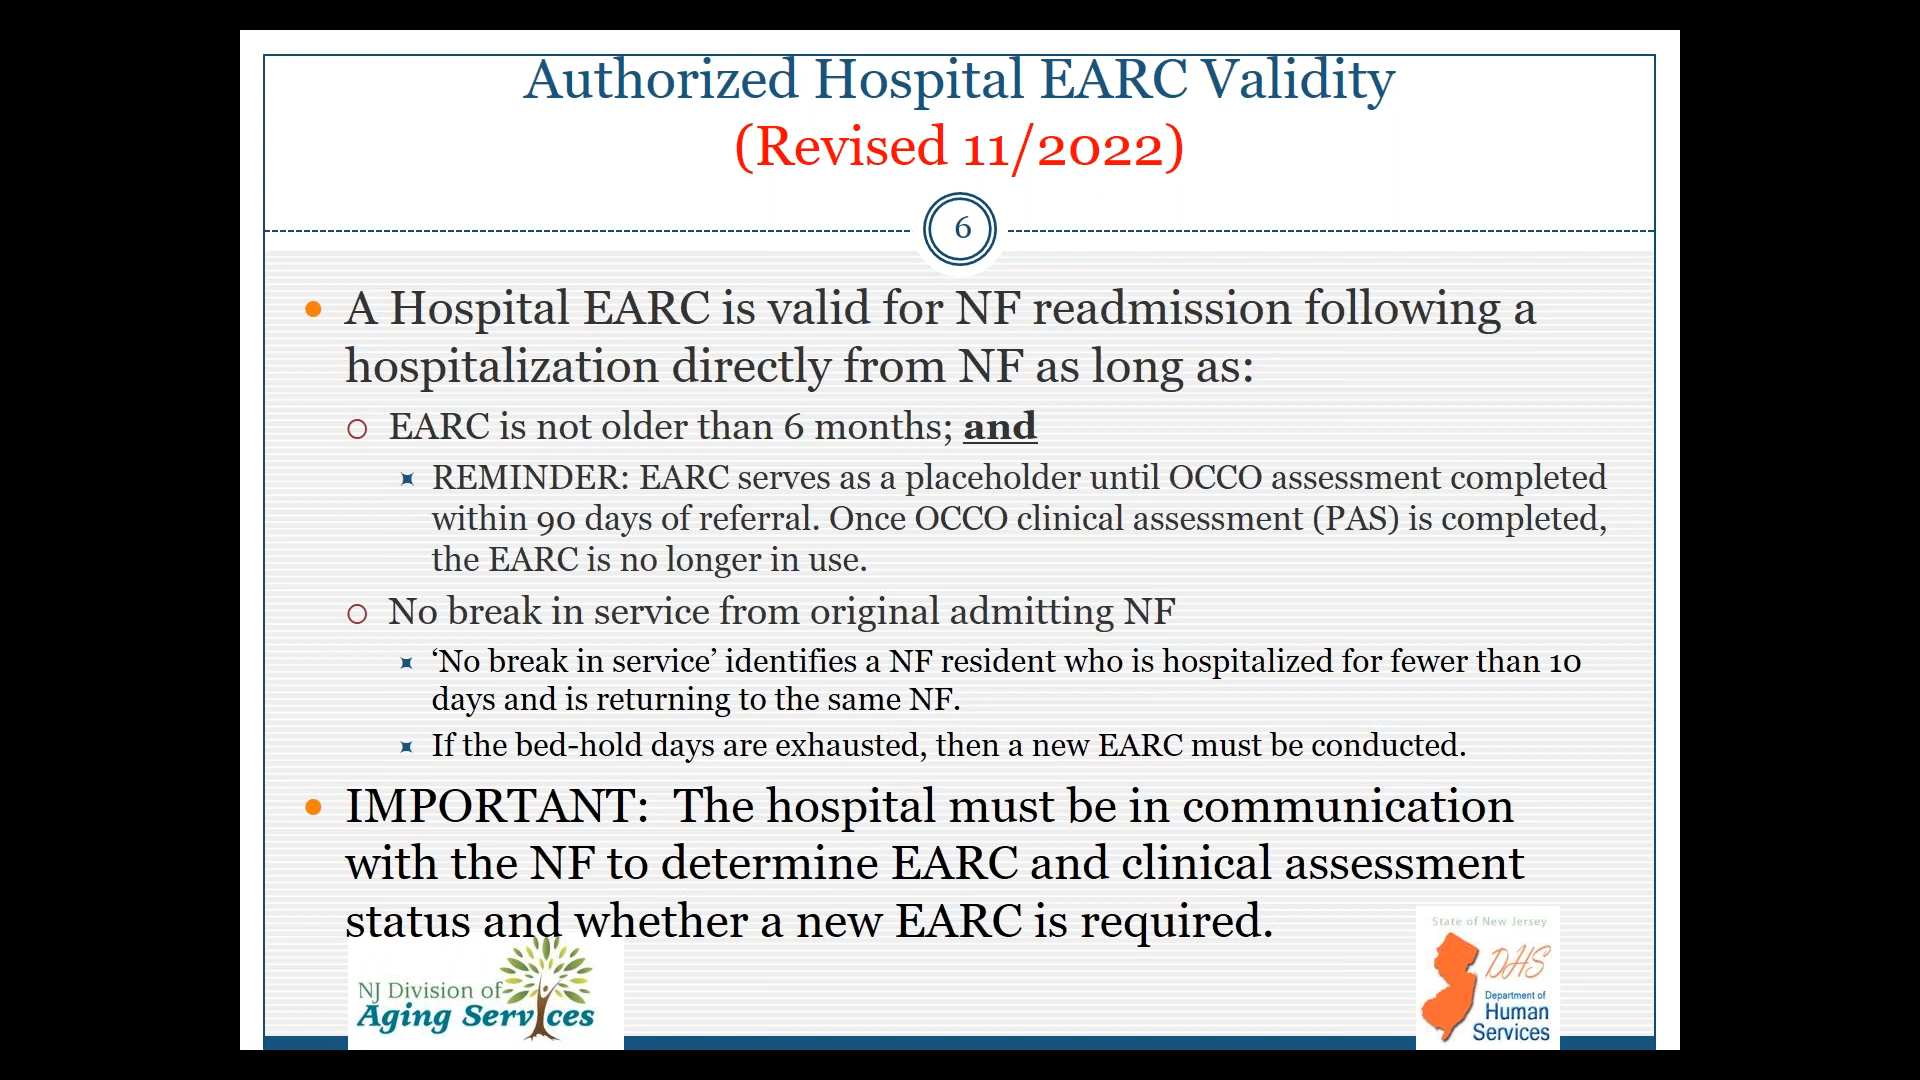 Authorized Hospital EARC Validity
(Revised 11/2022)
6
• A Hospital EARC is valid for NF readmission following a
hospitalization directly from NF as long as:
EARC is not older than 6 months; and
REMINDER: EARC serves as a placeholder until OCCO assessment completed
within 90 days of referral. Once OCCO clinical assessment (PAS) is completed,
the EARC is no longer in use.
No break in service from original admitting NF
‘No break in service’ identifies a NF resident who is hospitalized for fewer than 10
days and is returning to the same NF.
If the bed-hold days are exhausted, then a new EARC must be conducted.
• IMPORTANT: The hospital must be in communication
with the NF to determine EARC and clinical assessment
status and whether a new EARC is required.
NJ Division of
Aging Services
State of New Jersey
DHS
Department of
Human
Services